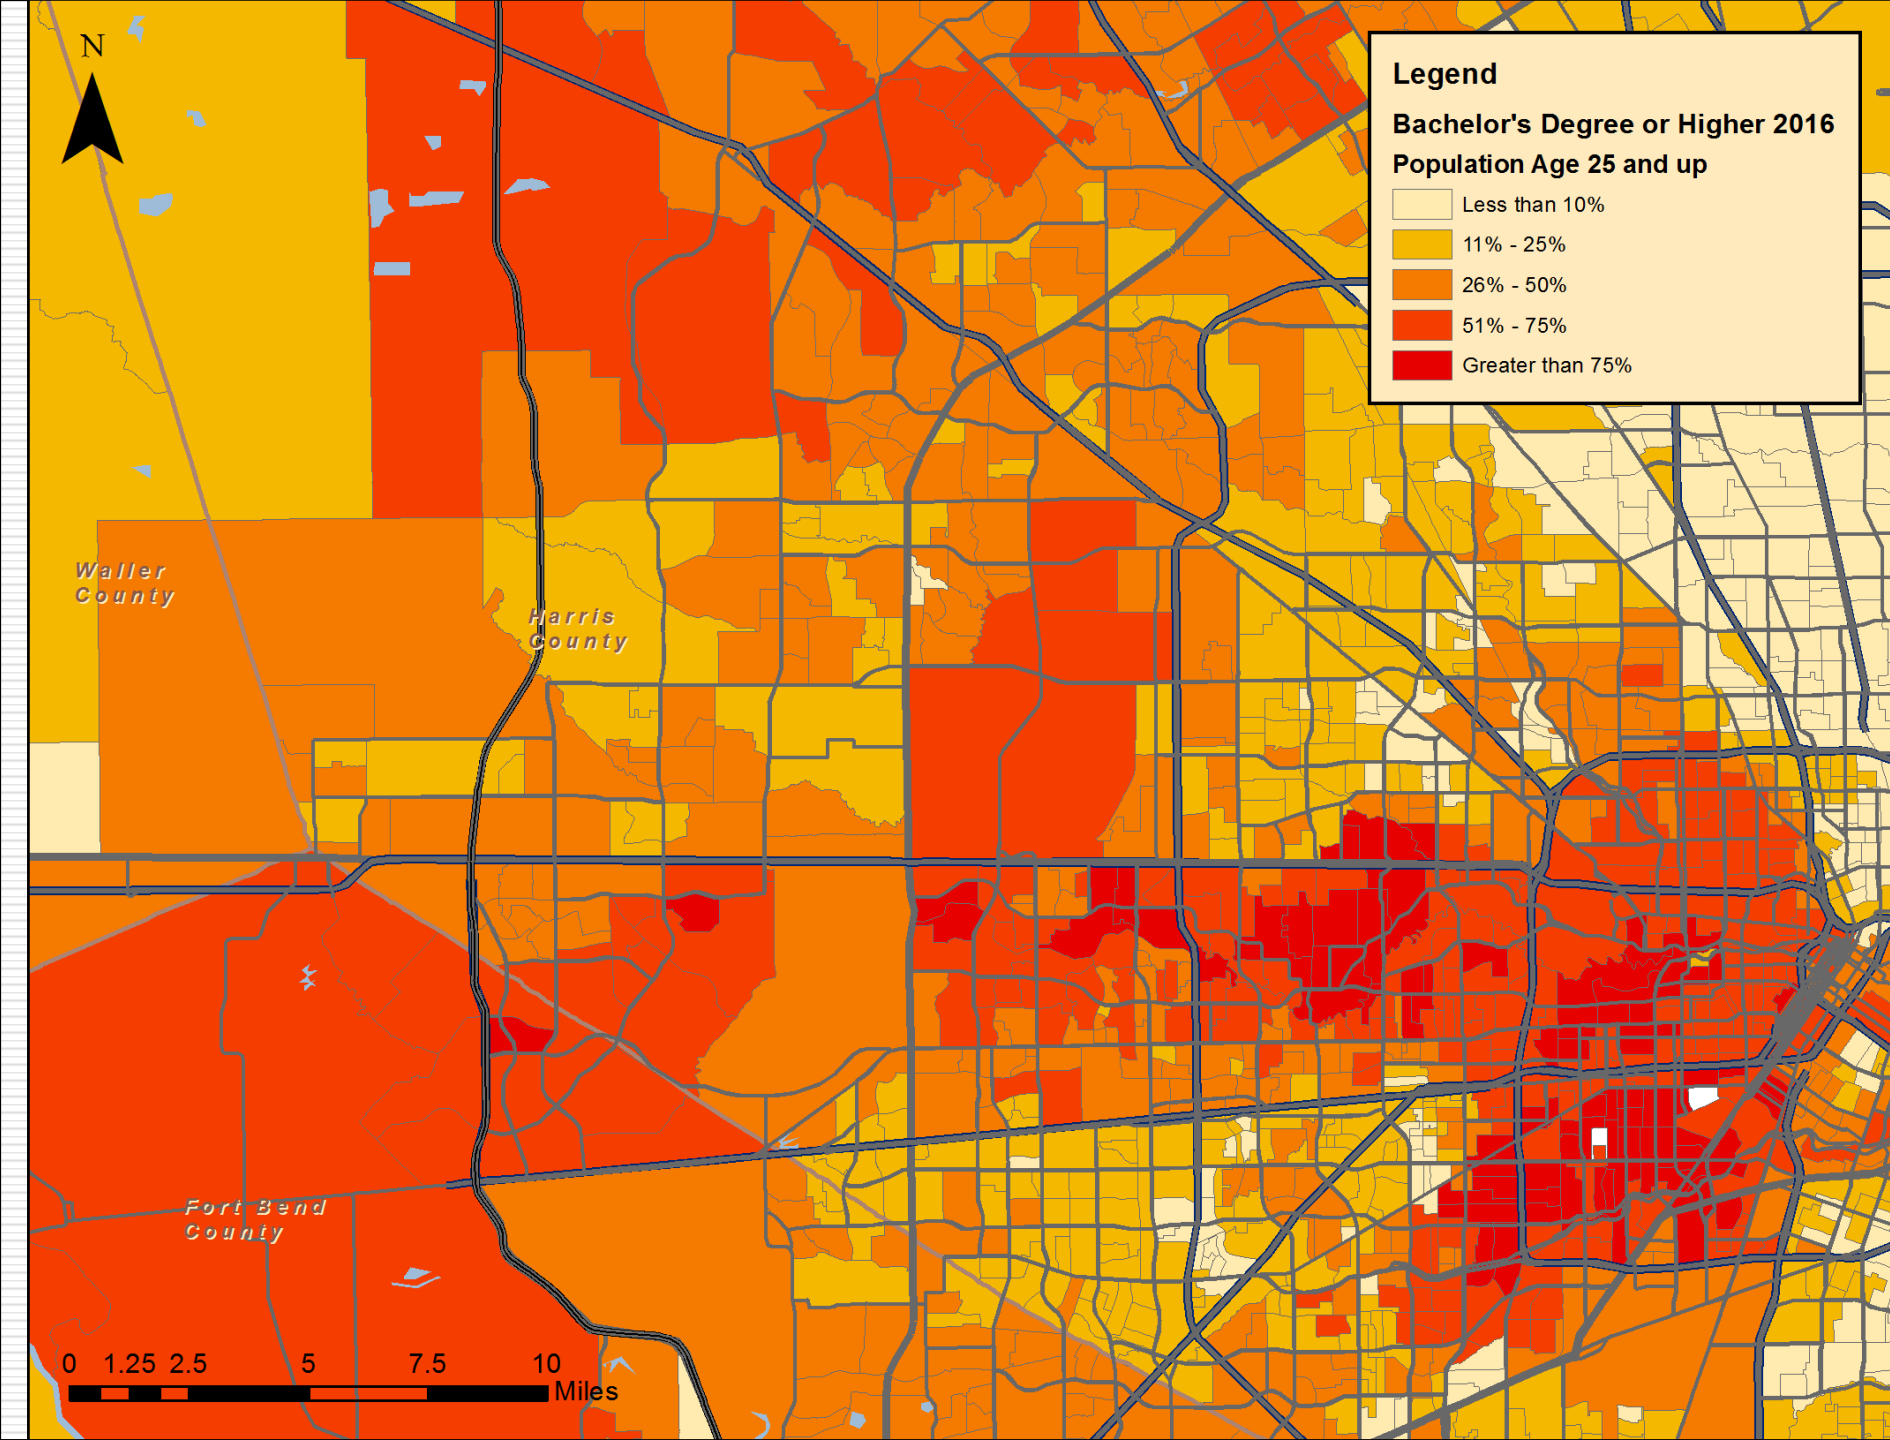 N
Legend
Bachelor's Degree or Higher 2016
Population Age 25 and up
Less than 10%
11% - 25%
26% - 50%
51% - 75%
Greater than 75%
Waller
County
Harris
County
Fort Bend
County
0 1.25 2.5 5 7.5 10
Miles